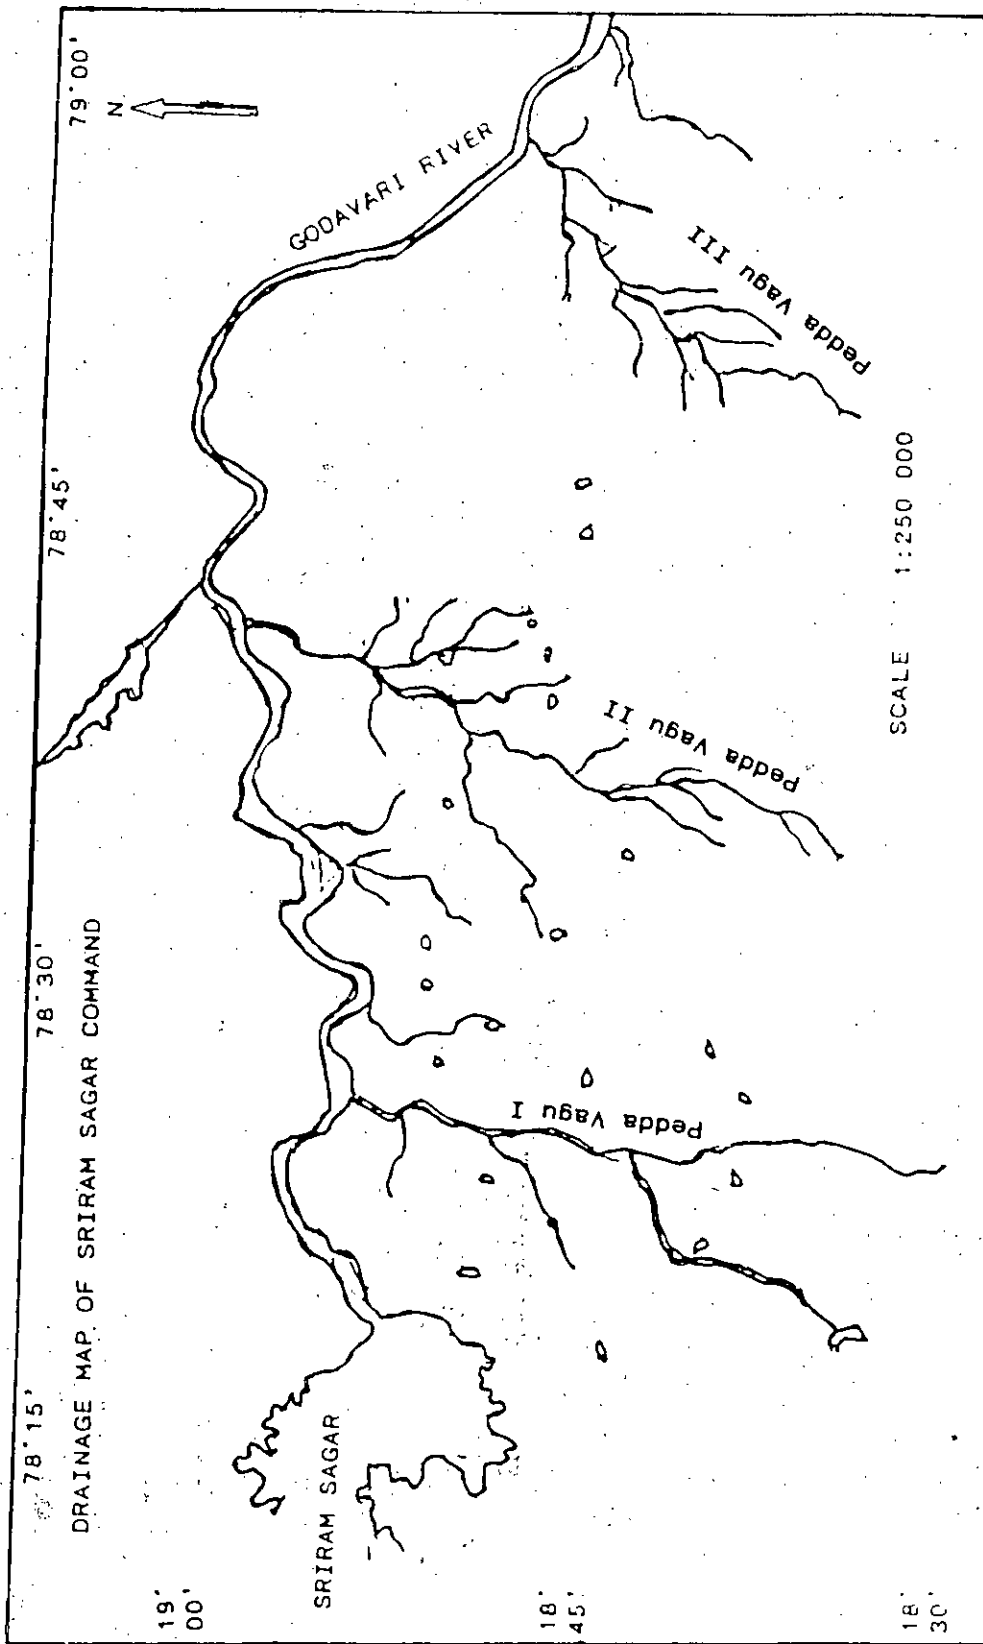 78°15'
78°30'
78°45'
79°00'
DRAINAGE MAP OF SRIRAM SAGAR COMMAND
N
19°
00'
GODAVARI RIVER
SRIRAM SAGAR
18°
45'
Pedda Vagu I
Pedda Vagu II
Pedda Vagu III
SCALE 1:250 000
18°
30'